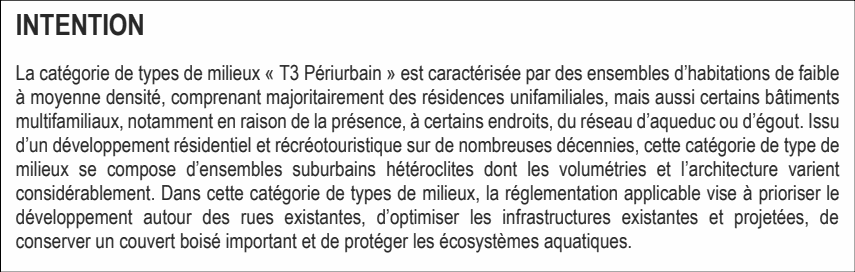 INTENTION
La catégorie de types de milieux « T3 Périurbain » est caractérisée par des ensembles d’habitations de faible
à moyenne densité, comprenant majoritairement des résidences unifamiliales, mais aussi certains bâtiments
multifamiliaux, notamment en raison de la présence, à certains endroits, du réseau d’aqueduc ou d’égout. Issu
d’un développement résidentiel et récréotouristique sur de nombreuses décennies, cette catégorie de type de
milieux se compose d’ensembles suburbains hétéroclites dont les volumétries et l’architecture varient
considérablement. Dans cette catégorie de types de milieux, la réglementation applicable vise à prioriser le
développement autour des rues existantes, d’optimiser les infrastructures existantes et projetées, de
conserver un couvert boisé important et de protéger les écosystèmes aquatiques.